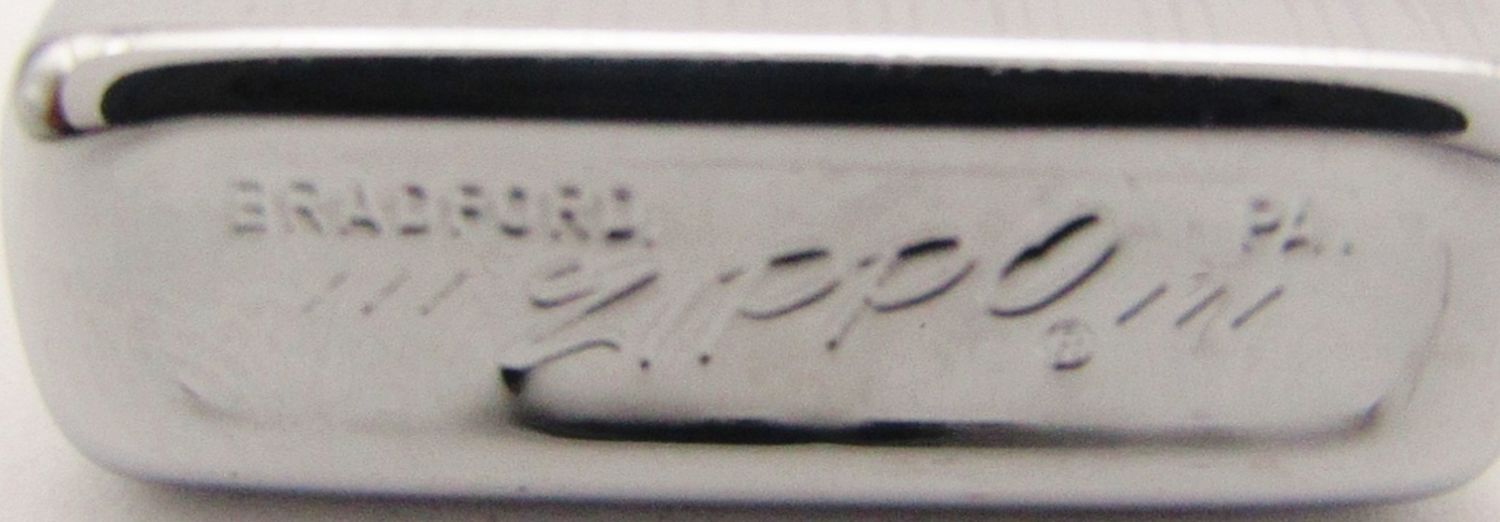 BRADFORD, PA.
/// Zippo ® ///